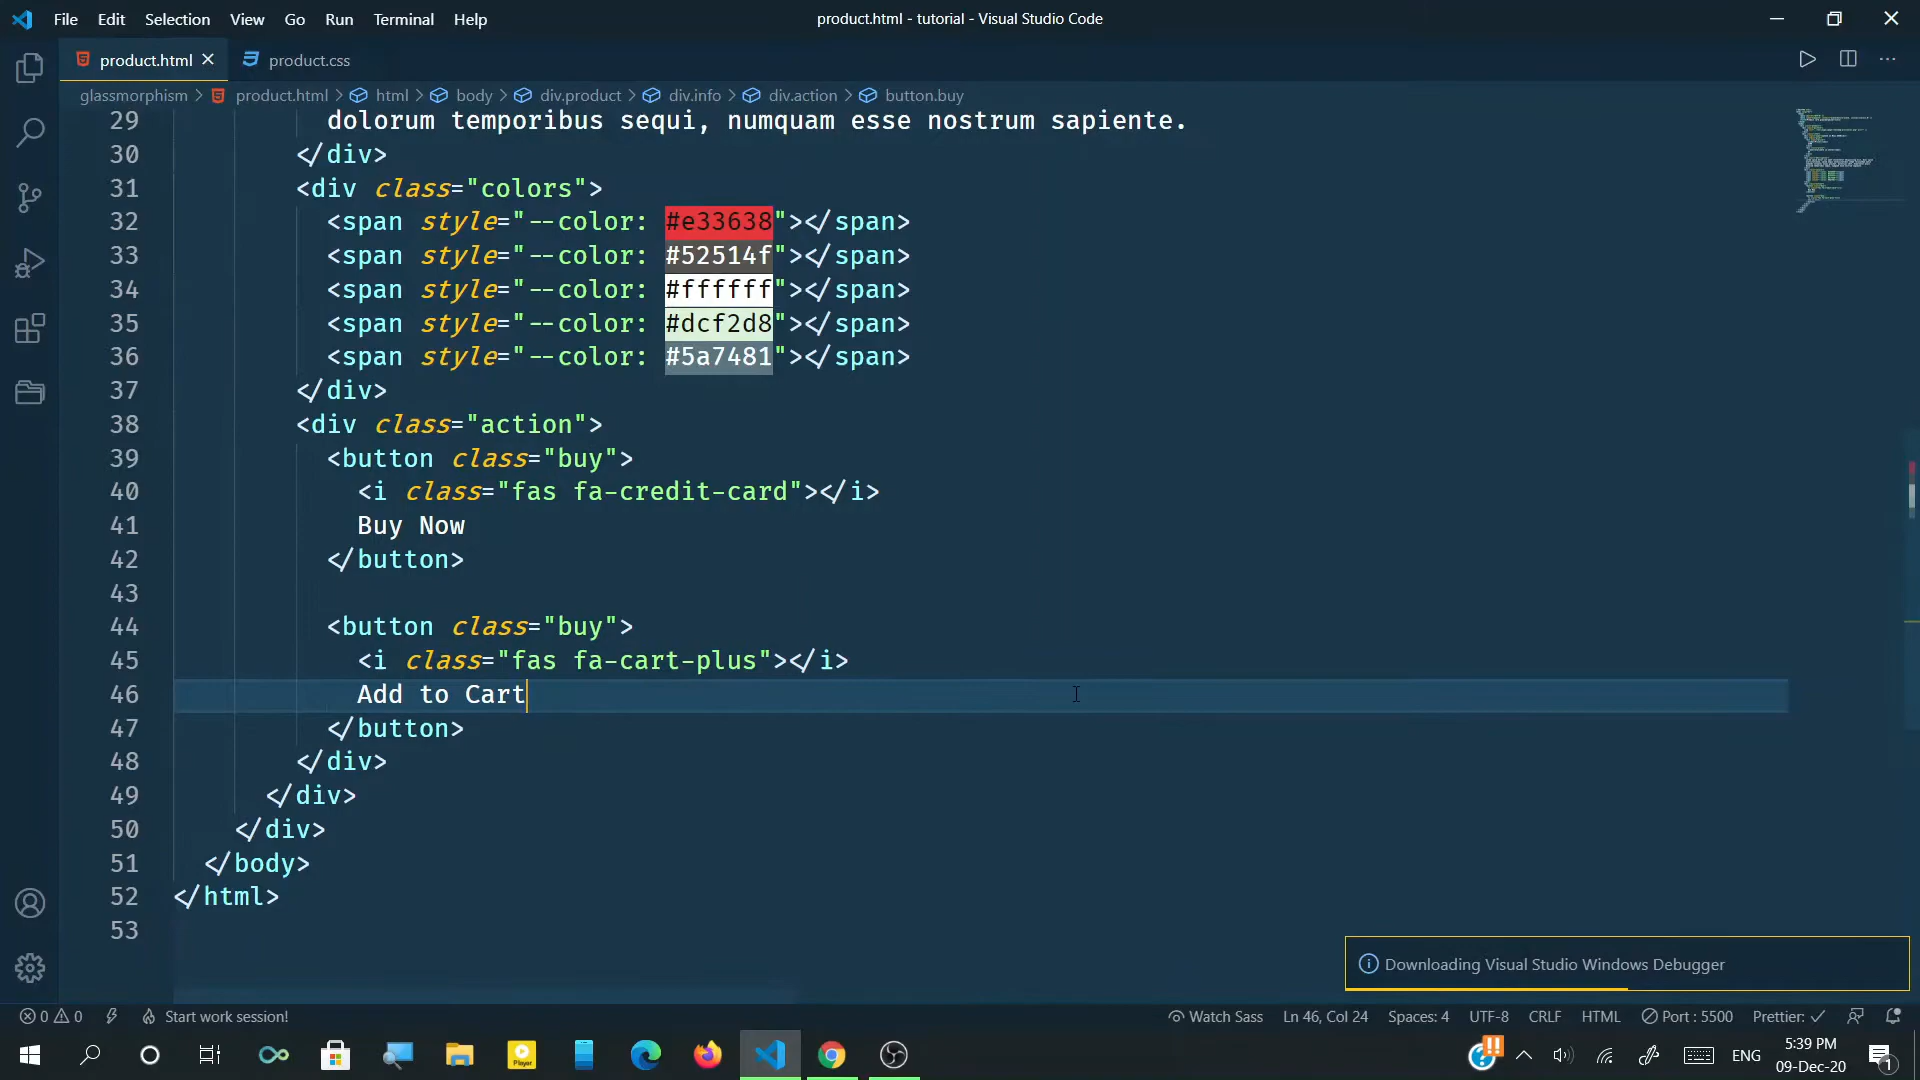 File Edit Selection View Go Run Terminal Help
product.html - tutorial - Visual Studio Code
product.html
product.css
glassmorphism > product.html > html > body > div.product > div.info > div.action > button.buy
29 dolorum temporibus sequi, numquam esse nostrum sapiente.
30 </div>
31 <div class="colors">
32 <span style="--color: #e33638"></span>
33 <span style="--color: #52514f"></span>
34 <span style="--color: #ffffff"></span>
35 <span style="--color: #dcf2d8"></span>
36 <span style="--color: #5a7481"></span>
37 </div>
38 <div class="action">
39 <button class="buy">
40 <i class="fas fa-credit-card"></i>
41 Buy Now
42 </button>
43
44 <button class="buy">
45 <i class="fas fa-cart-plus"></i>
46 Add to Cart
47 </button>
48 </div>
49 </div>
50 </div>
51 </body>
52 </html>
53
Downloading Visual Studio Windows Debugger
0 0 Start work session! Watch Sass Ln 46, Col 24 Spaces: 4 UTF-8 CRLF HTML Port : 5500 Prettier: ✓
Player
ENG
5:39 PM
09-Dec-20
1